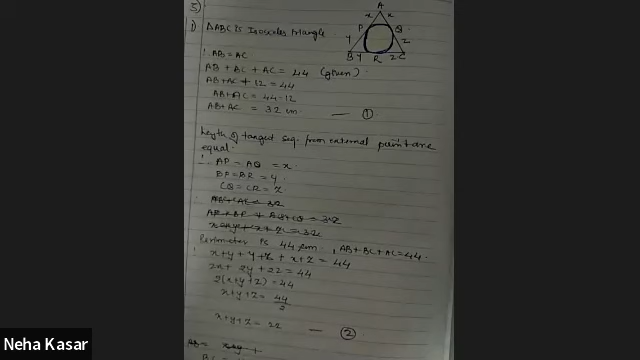 5)
1) ΔABC is Isosceles triangle.
A
x x
P Q
y z
B y R z C
∴ AB = AC
AB + BC + AC = 44 (given)
AB + AC + 12 = 44
AB + AC = 44 - 12
AB + AC = 32 cm — ①
length of tangent seg. from external point are
equal.
∴ AP = AQ = x
BP = BR = y
CQ = CR = z
Perimeter is 44 cm ∴ AB + BC + AC = 44
∴ x+y + y+z + x+z = 44
2x + 2y + 2z = 44
2(x+y+z) = 44
x+y+z = 44/2
x+y+z = 22 — ②
Neha Kasar